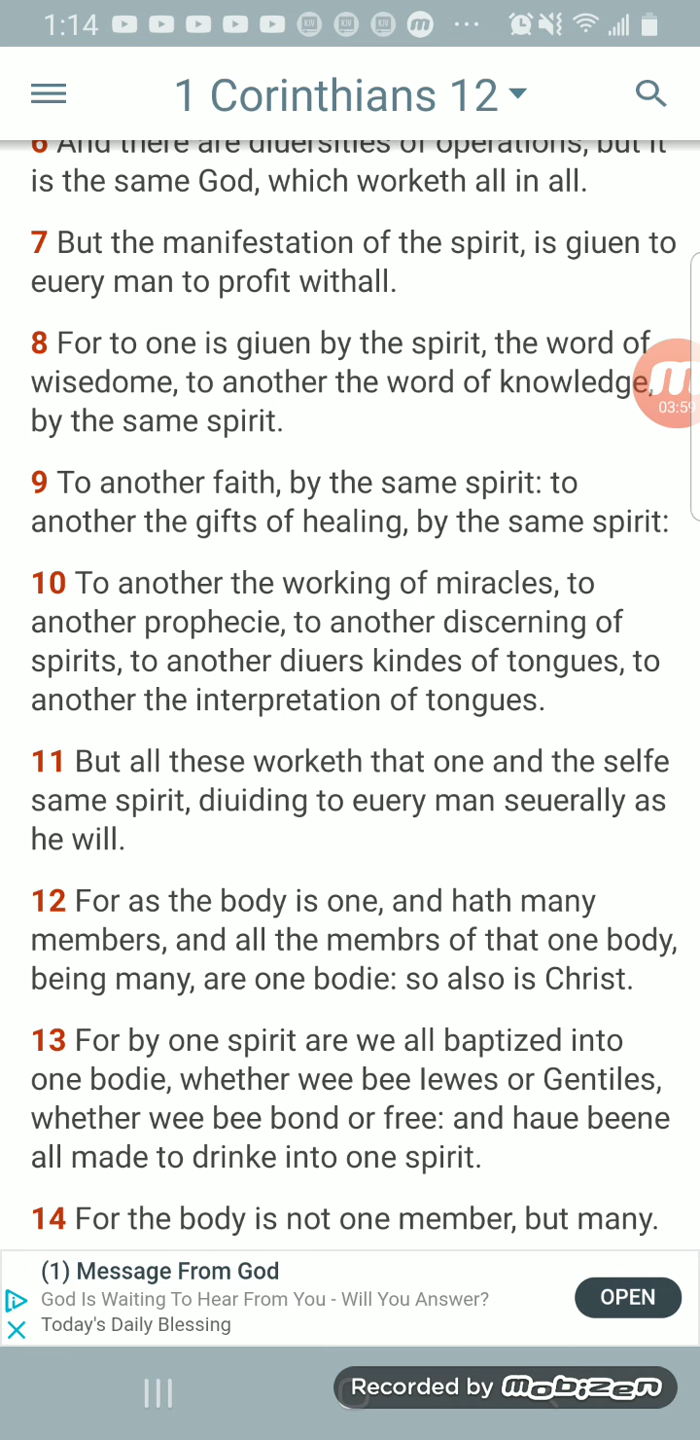 1:14
1 Corinthians 12
6 And there are diuersities of operations, but it
is the same God, which worketh all in all.
7 But the manifestation of the spirit, is giuen to
euery man to profit withall.
8 For to one is giuen by the spirit, the word of
wisedome, to another the word of knowledge,
by the same spirit.
03:59
9 To another faith, by the same spirit: to
another the gifts of healing, by the same spirit:
10 To another the working of miracles, to
another prophecie, to another discerning of
spirits, to another diuers kindes of tongues, to
another the interpretation of tongues.
11 But all these worketh that one and the selfe
same spirit, diuiding to euery man seuerally as
he will.
12 For as the body is one, and hath many
members, and all the membrs of that one body,
being many, are one bodie: so also is Christ.
13 For by one spirit are we all baptized into
one bodie, whether wee bee Iewes or Gentiles,
whether wee bee bond or free: and haue beene
all made to drinke into one spirit.
14 For the body is not one member, but many.
(1) Message From God
God Is Waiting To Hear From You - Will You Answer?
Today's Daily Blessing
OPEN
Recorded by mobizen